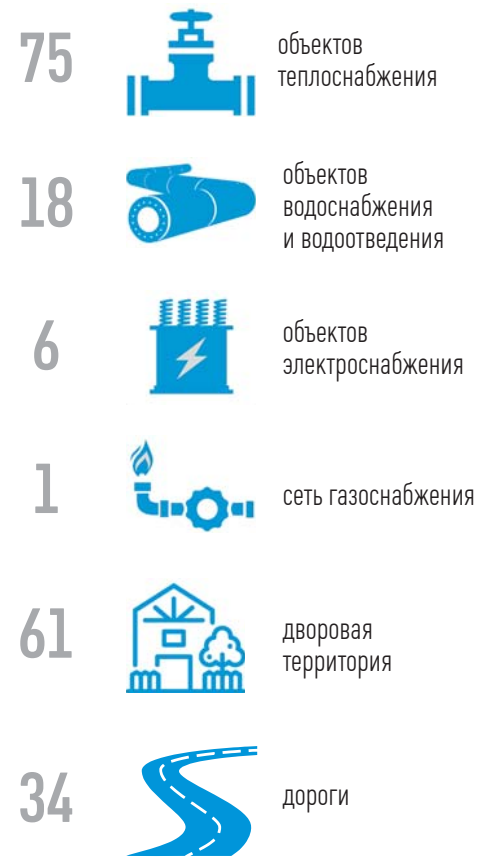 75
объектов
теплоснабжения
18
объектов
водоснабжения
и водоотведения
6
объектов
электроснабжения
1
сеть газоснабжения
61
дворовая
территория
34
дороги